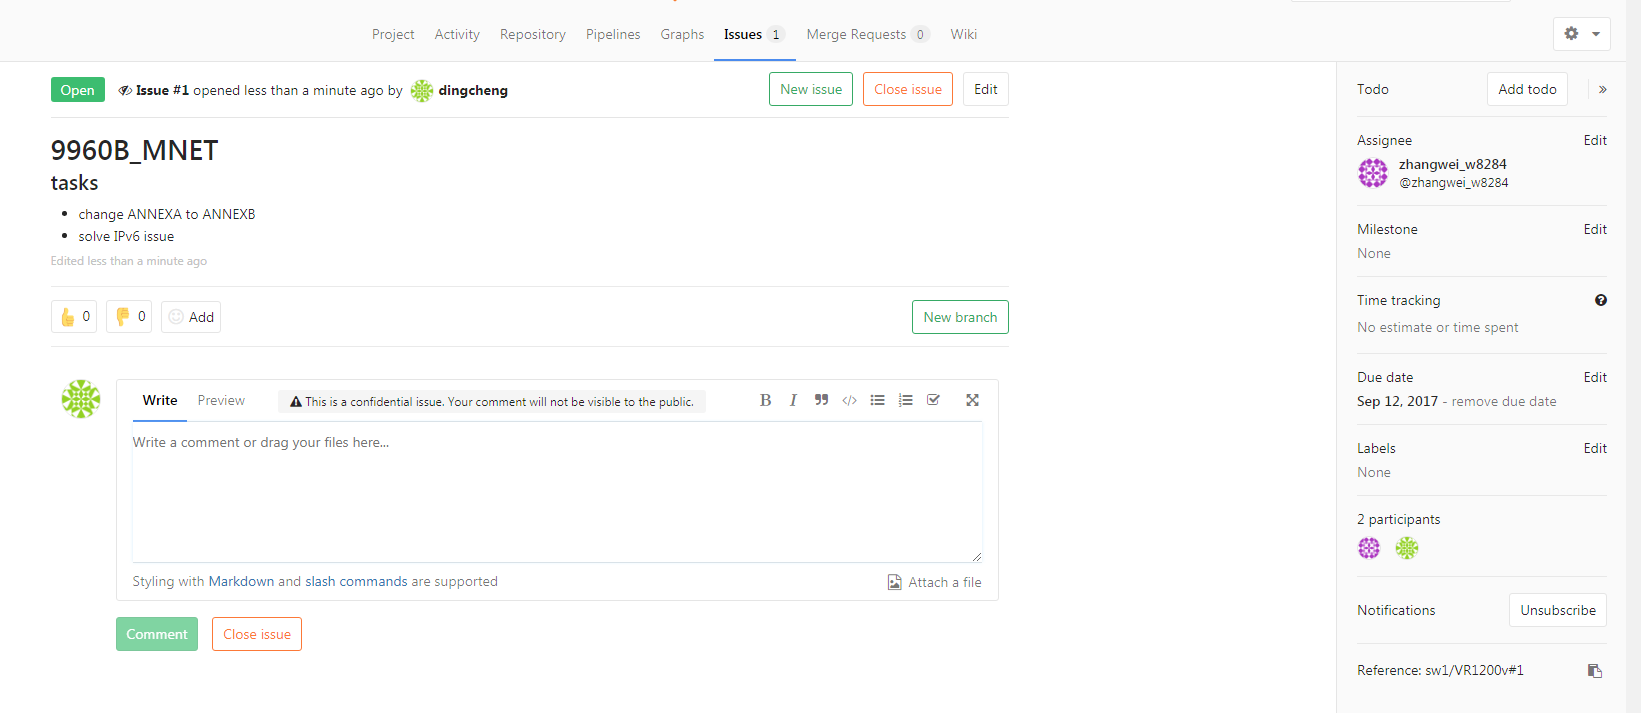 Project Activity Repository Pipelines Graphs Issues 1 Merge Requests 0 Wiki
Open Issue #1 opened less than a minute ago by dingcheng New issue Close issue Edit
9960B_MNET
tasks
• change ANNEXA to ANNEXB
• solve IPv6 issue
Edited less than a minute ago
0 0 Add New branch
Write Preview This is a confidential issue. Your comment will not be visible to the public.
Write a comment or drag your files here...
Styling with Markdown and slash commands are supported Attach a file
Comment Close issue
Todo Add todo »
Assignee Edit
zhangwei_w8284
@zhangwei_w8284
Milestone Edit
None
Time tracking
No estimate or time spent
Due date Edit
Sep 12, 2017 - remove due date
Labels Edit
None
2 participants
Notifications Unsubscribe
Reference: sw1/VR1200v#1